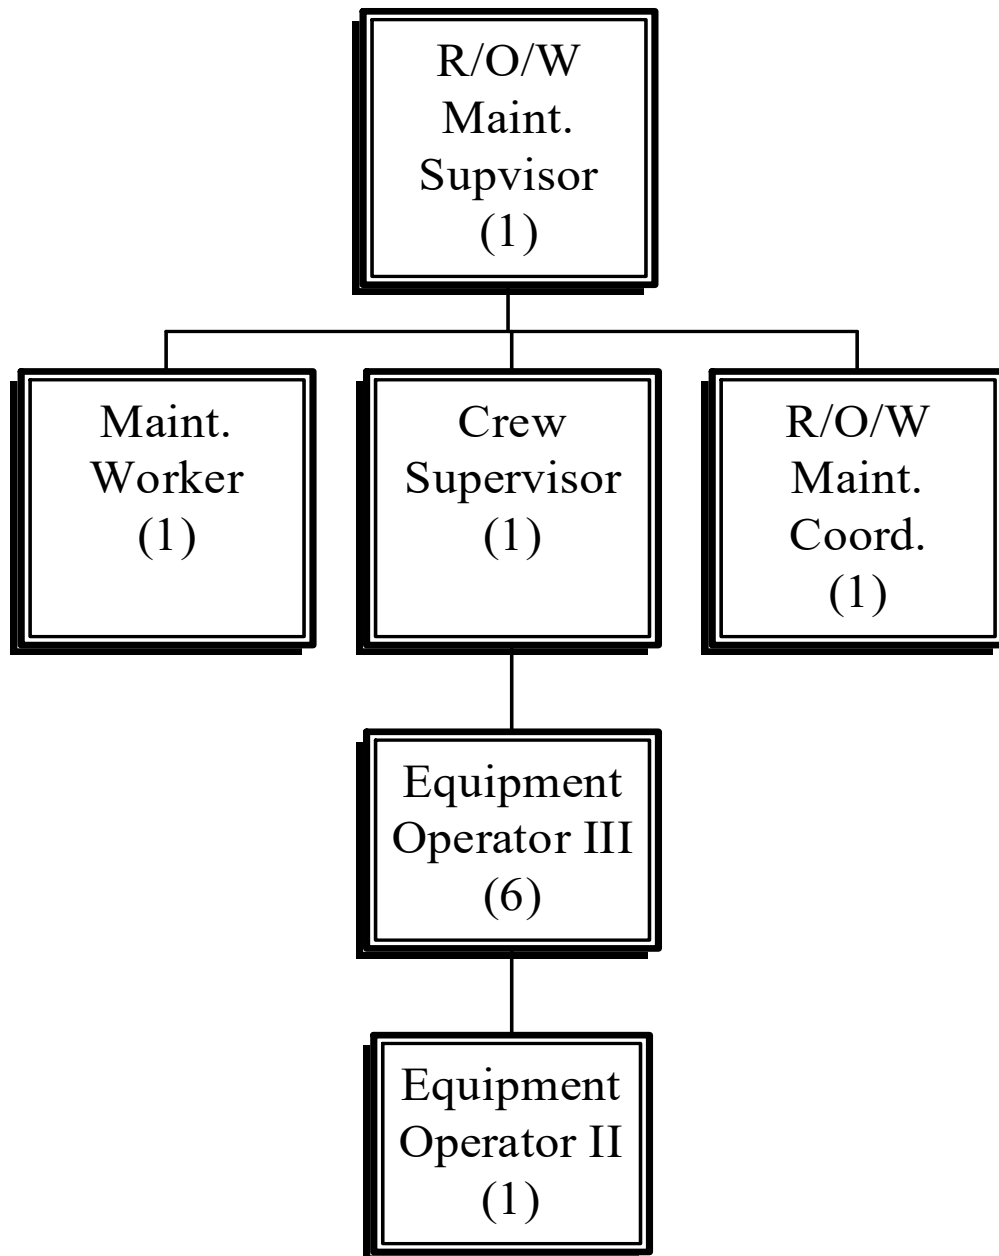 R/O/W
Maint.
Supvisor
(1)
Maint.
Worker
(1)
Crew
Supervisor
(1)
R/O/W
Maint.
Coord.
(1)
Equipment
Operator III
(6)
Equipment
Operator II
(1)